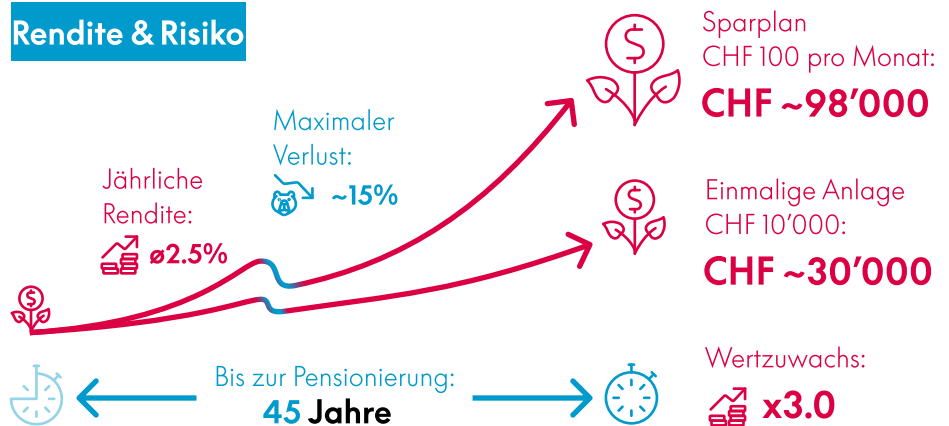 Rendite & Risiko
Sparplan
CHF 100 pro Monat:
CHF ~98’000
Maximaler
Verlust:
~15%
Jährliche
Rendite:
ø2.5%
Einmalige Anlage
CHF 10’000:
CHF ~30’000
Bis zur Pensionierung:
45 Jahre
Wertzuwachs:
x3.0